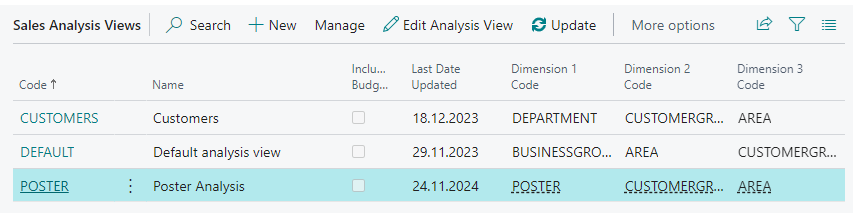 Sales Analysis Views Search New Manage Edit Analysis View Update More options
Inclu... Last Date Dimension 1 Dimension 2 Dimension 3
Code ↑ Name Budg... Updated Code Code Code
CUSTOMERS Customers 18.12.2023 DEPARTMENT CUSTOMERGR... AREA
DEFAULT Default analysis view 29.11.2023 BUSINESSGRO... AREA CUSTOMERGR...
POSTER Poster Analysis 24.11.2024 POSTER CUSTOMERGR... AREA